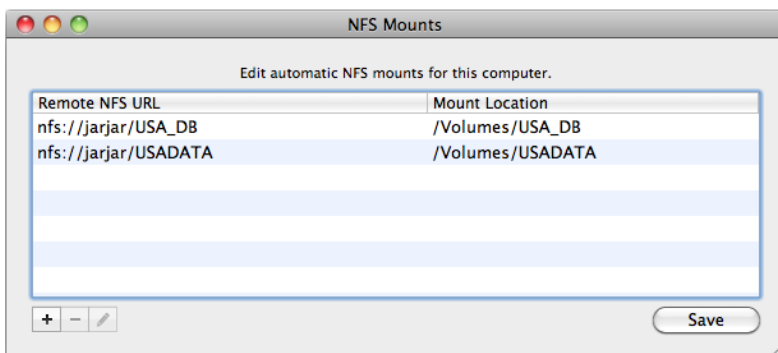 NFS Mounts
Edit automatic NFS mounts for this computer.
Remote NFS URL Mount Location
nfs://jarjar/USA_DB /Volumes/USA_DB
nfs://jarjar/USADATA /Volumes/USADATA
+ − Save